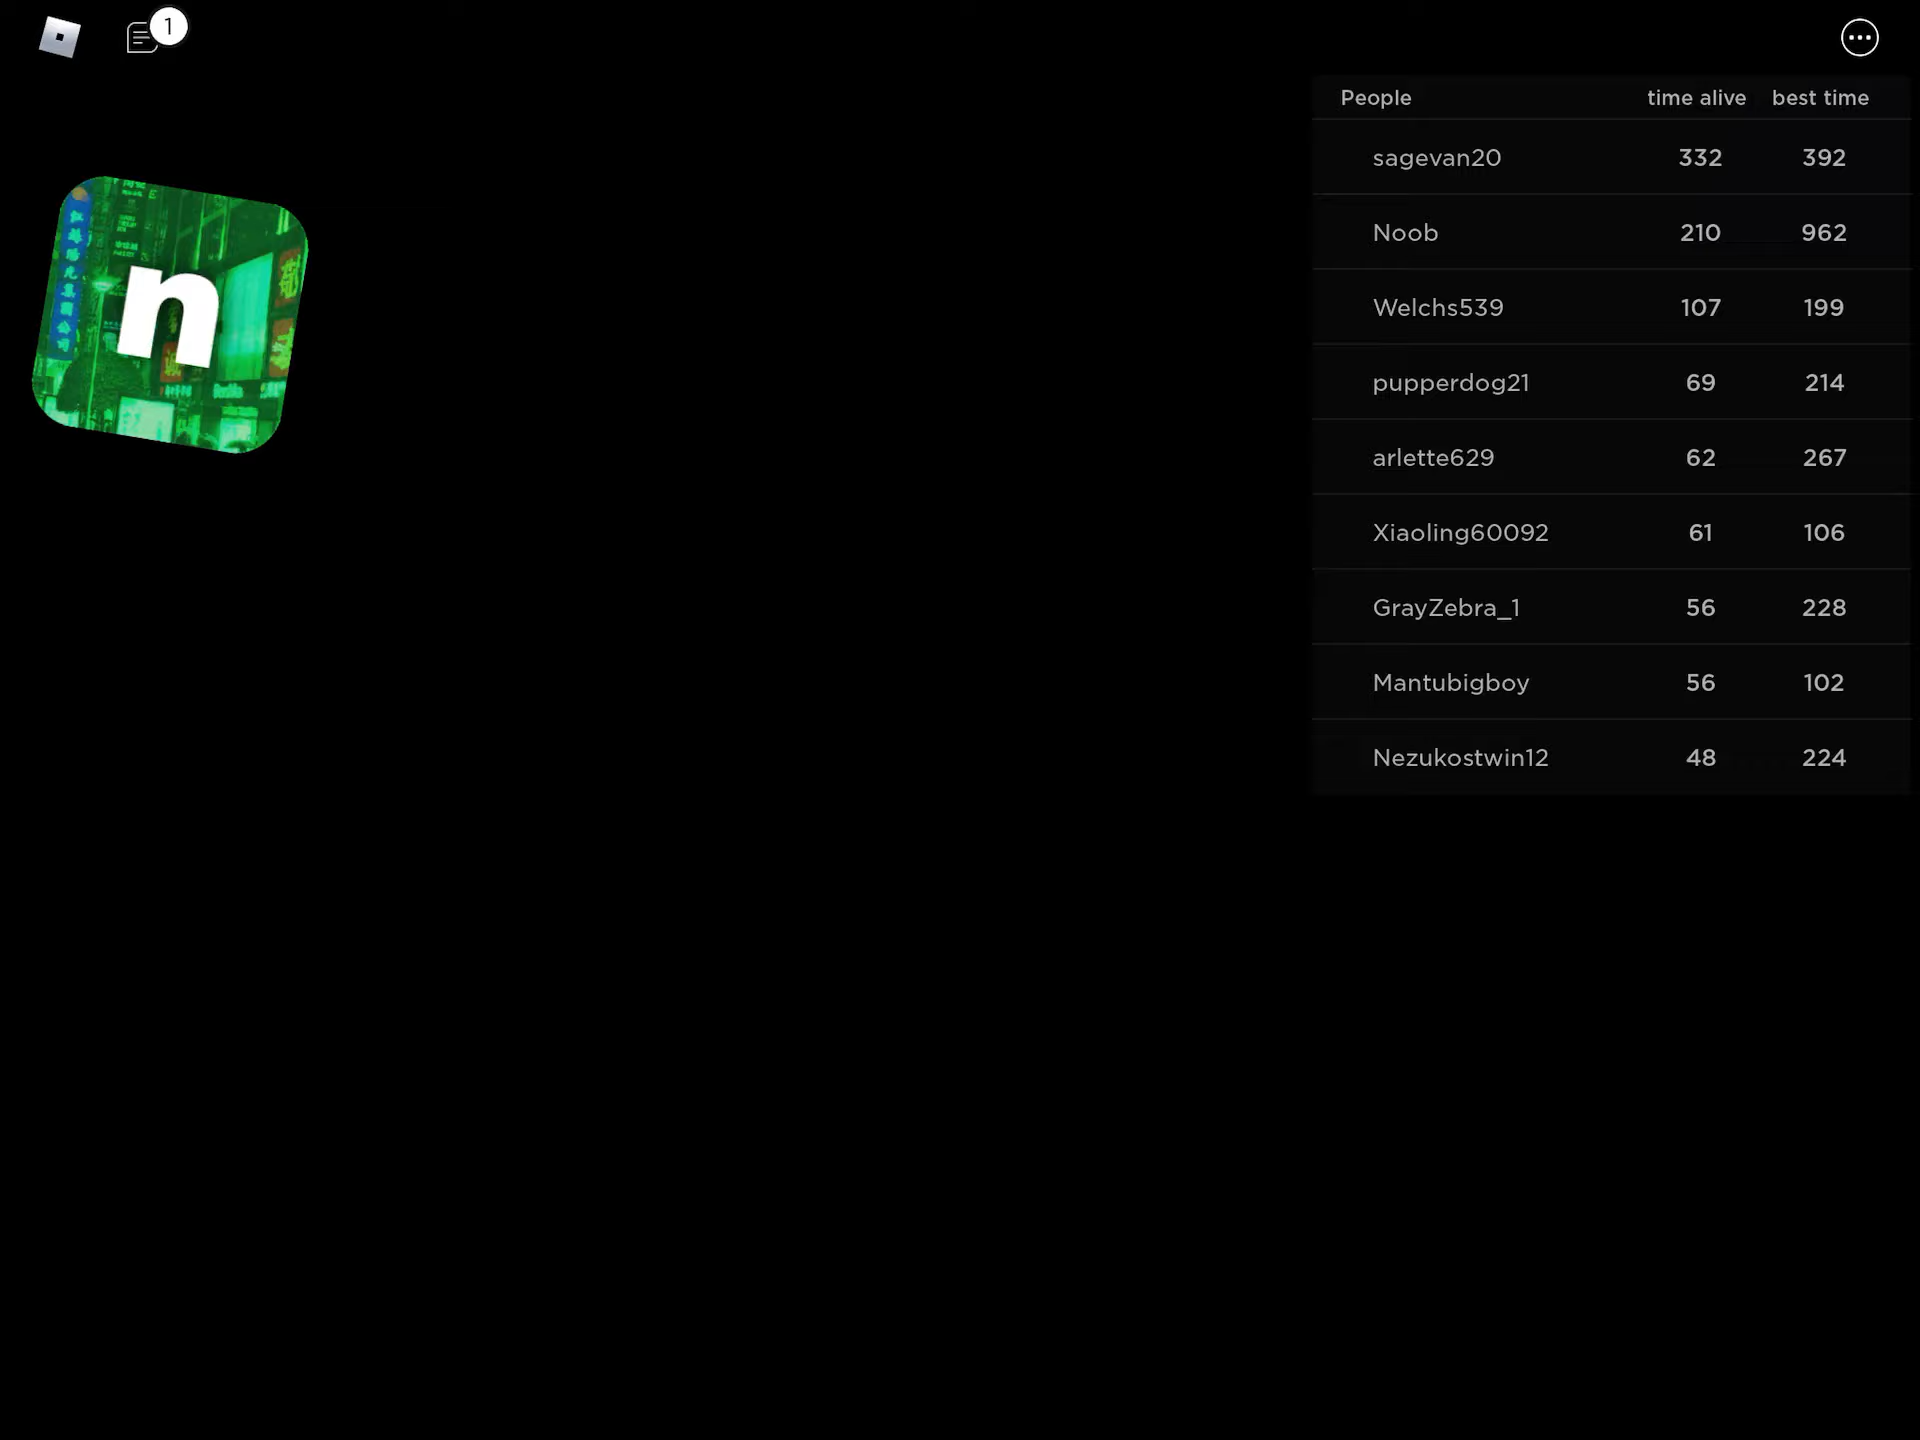 1
People time alive best time
sagevan20 332 392
Noob 210 962
Welchs539 107 199
pupperdog21 69 214
arlette629 62 267
Xiaoling60092 61 106
GrayZebra_1 56 228
Mantubigboy 56 102
Nezukostwin12 48 224
n